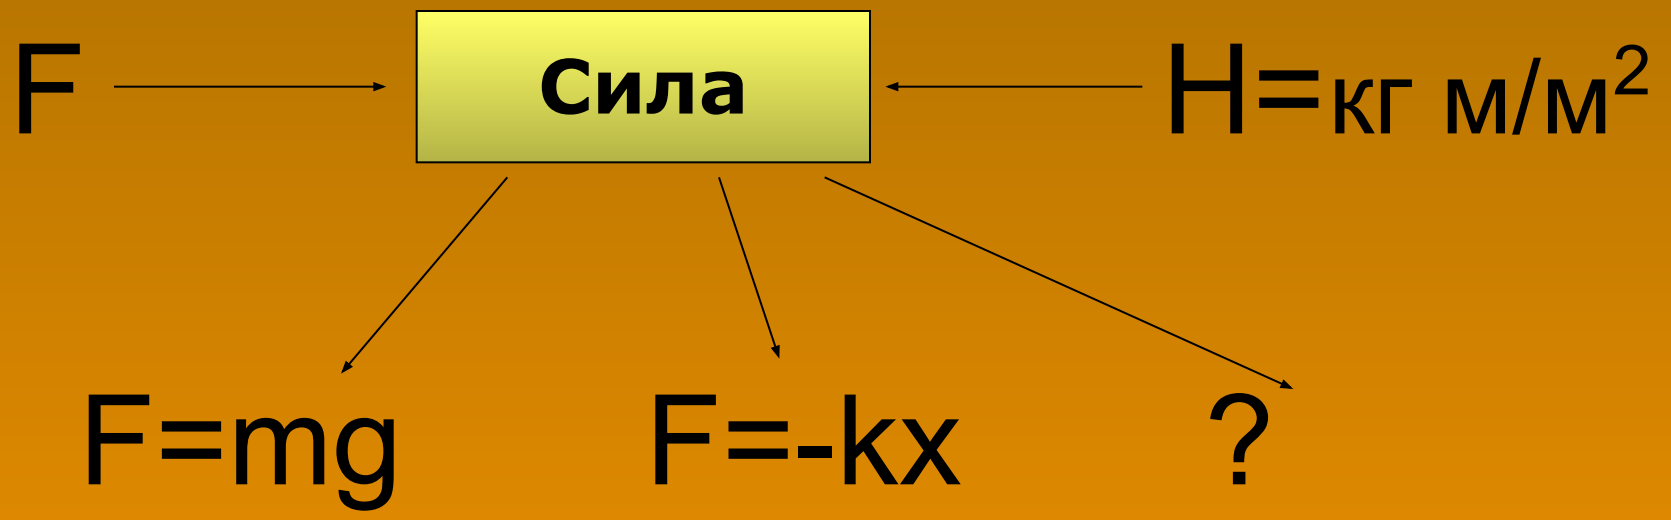 F
Сила
Н=кг м/м²
F=mg
F=-kx
?